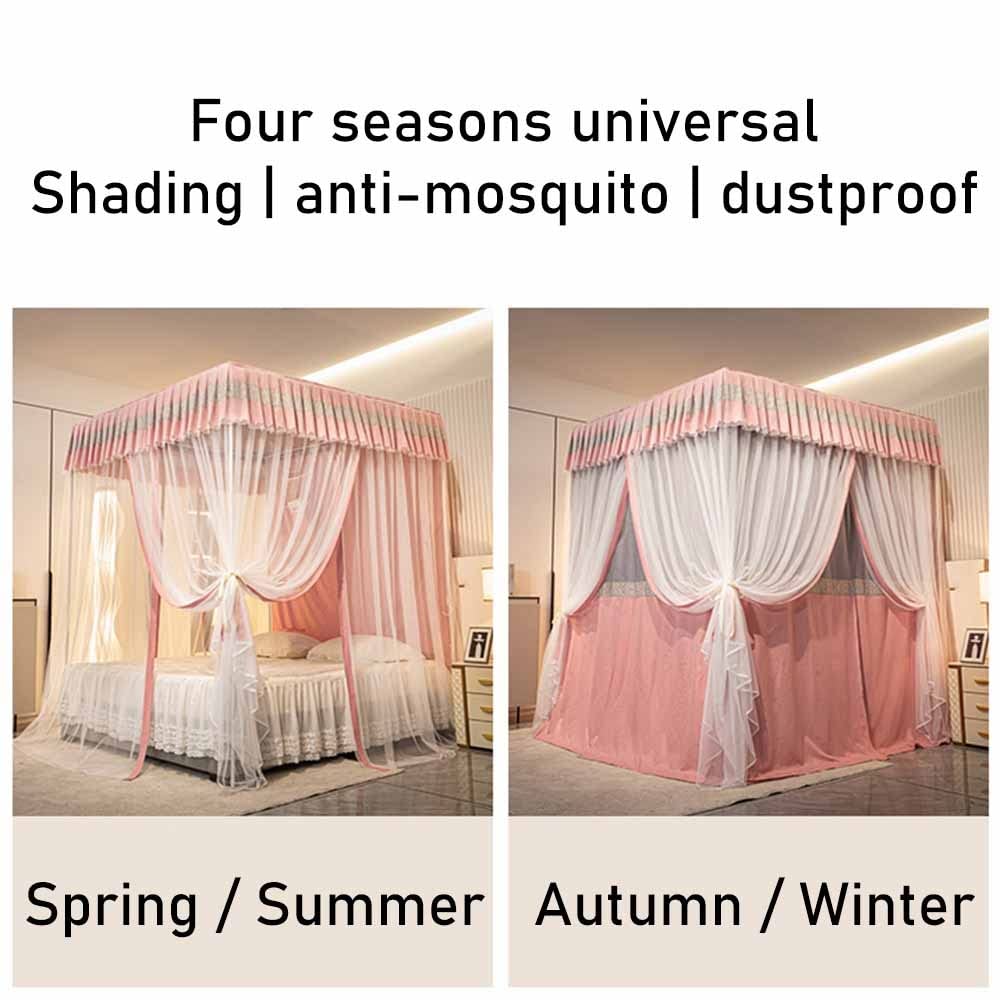 Four seasons universal
Shading | anti-mosquito | dustproof
Spring / Summer
Autumn / Winter